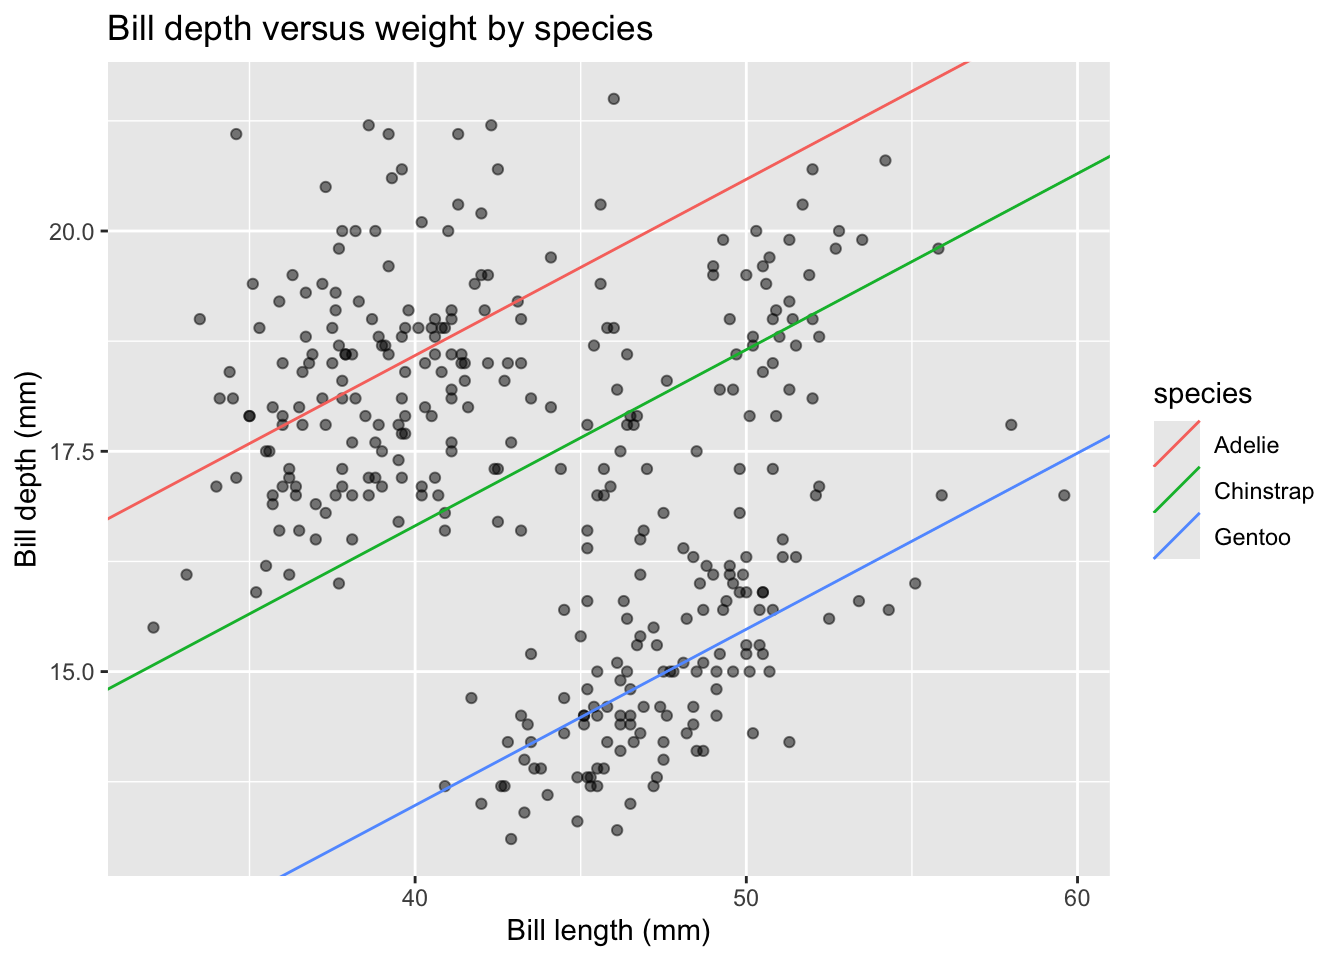 Bill depth versus weight by species
Bill depth (mm)
20.0
17.5
15.0
40 50 60
Bill length (mm)
species
Adelie
Chinstrap
Gentoo